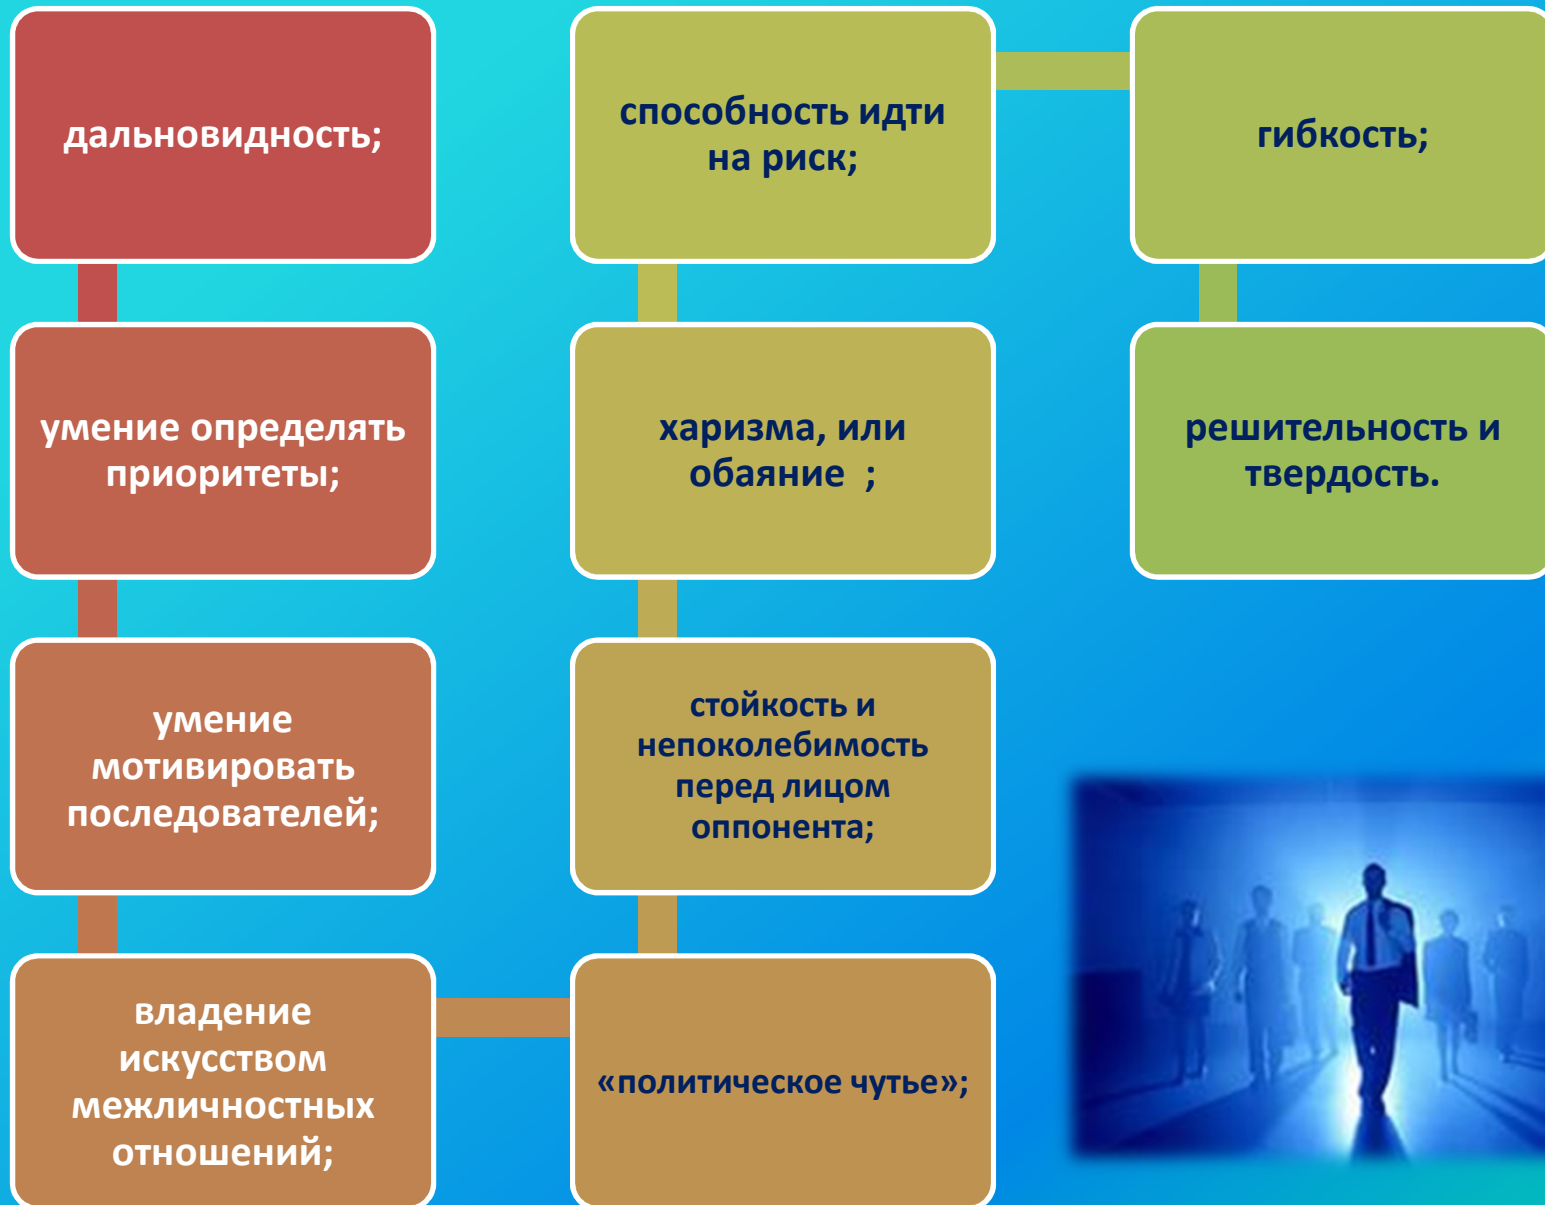 дальновидность;
умение определять
приоритеты;
умение
мотивировать
последователей;
владение
искусством
межличностных
отношений;
«политическое чутье»;
стойкость и
непоколебимость
перед лицом
оппонента;
харизма, или
обаяние  ;
способность идти
на риск;
гибкость;
решительность и
твердость.